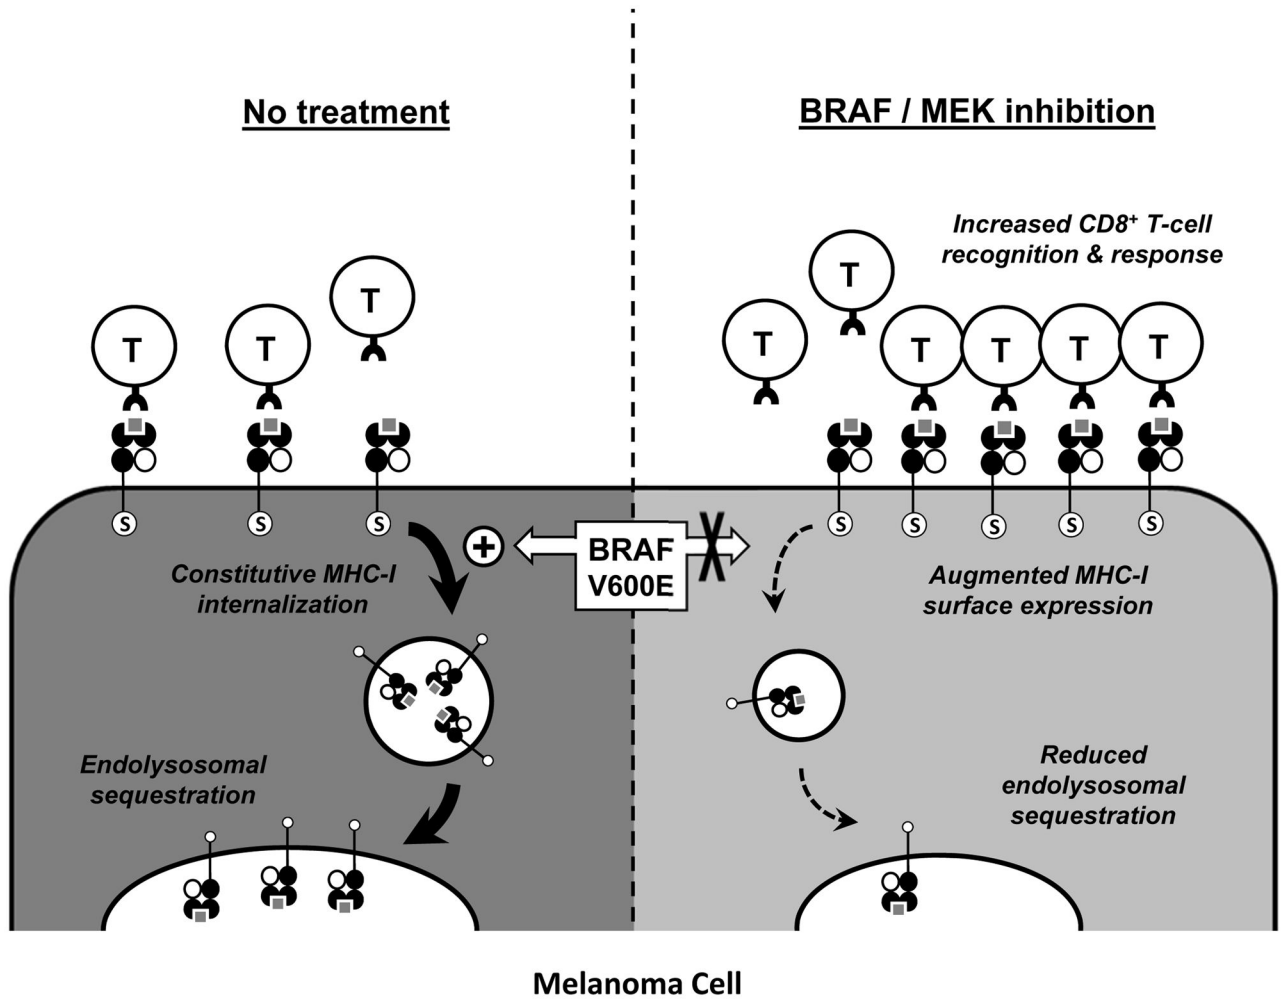 No treatment
BRAF / MEK inhibition
Increased CD8+ T-cell
recognition & response
T
T
T
T
T
T
T
T
T
S
S
S
S
S
S
S
S
+
BRAF
V600E
X
Constitutive MHC-I
internalization
Augmented MHC-I
surface expression
Endolysosomal
sequestration
Reduced
endolysosomal
sequestration
Melanoma Cell